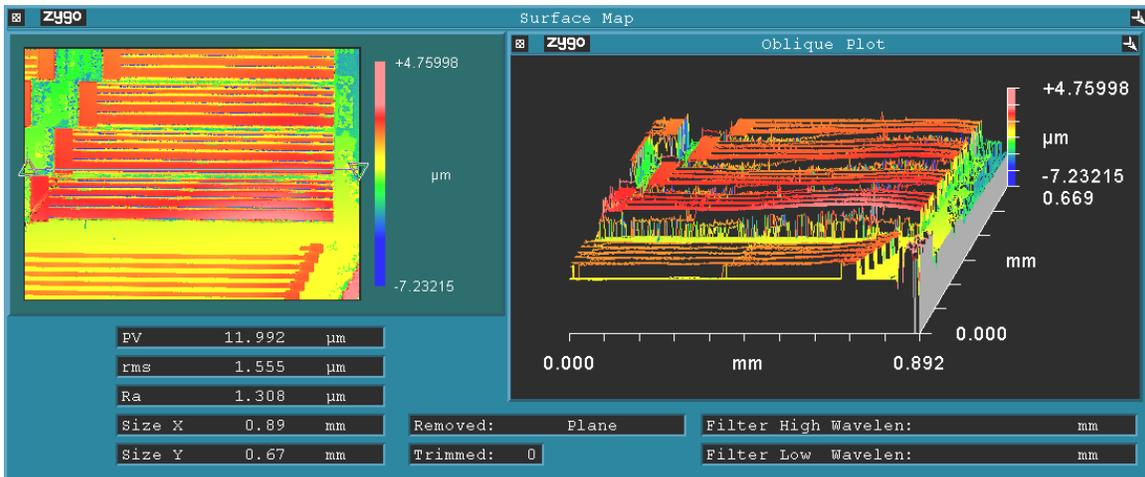 zygo
Surface Map
+4.75998
µm
-7.23215
zygo
Oblique Plot
+4.75998
µm
-7.23215
0.669
mm
0.000
0.000
mm
0.892
PV 11.992 µm
rms 1.555 µm
Ra 1.308 µm
Size X 0.89 mm
Size Y 0.67 mm
Removed: Plane
Trimmed: 0
Filter High Wavelen: mm
Filter Low Wavelen: mm